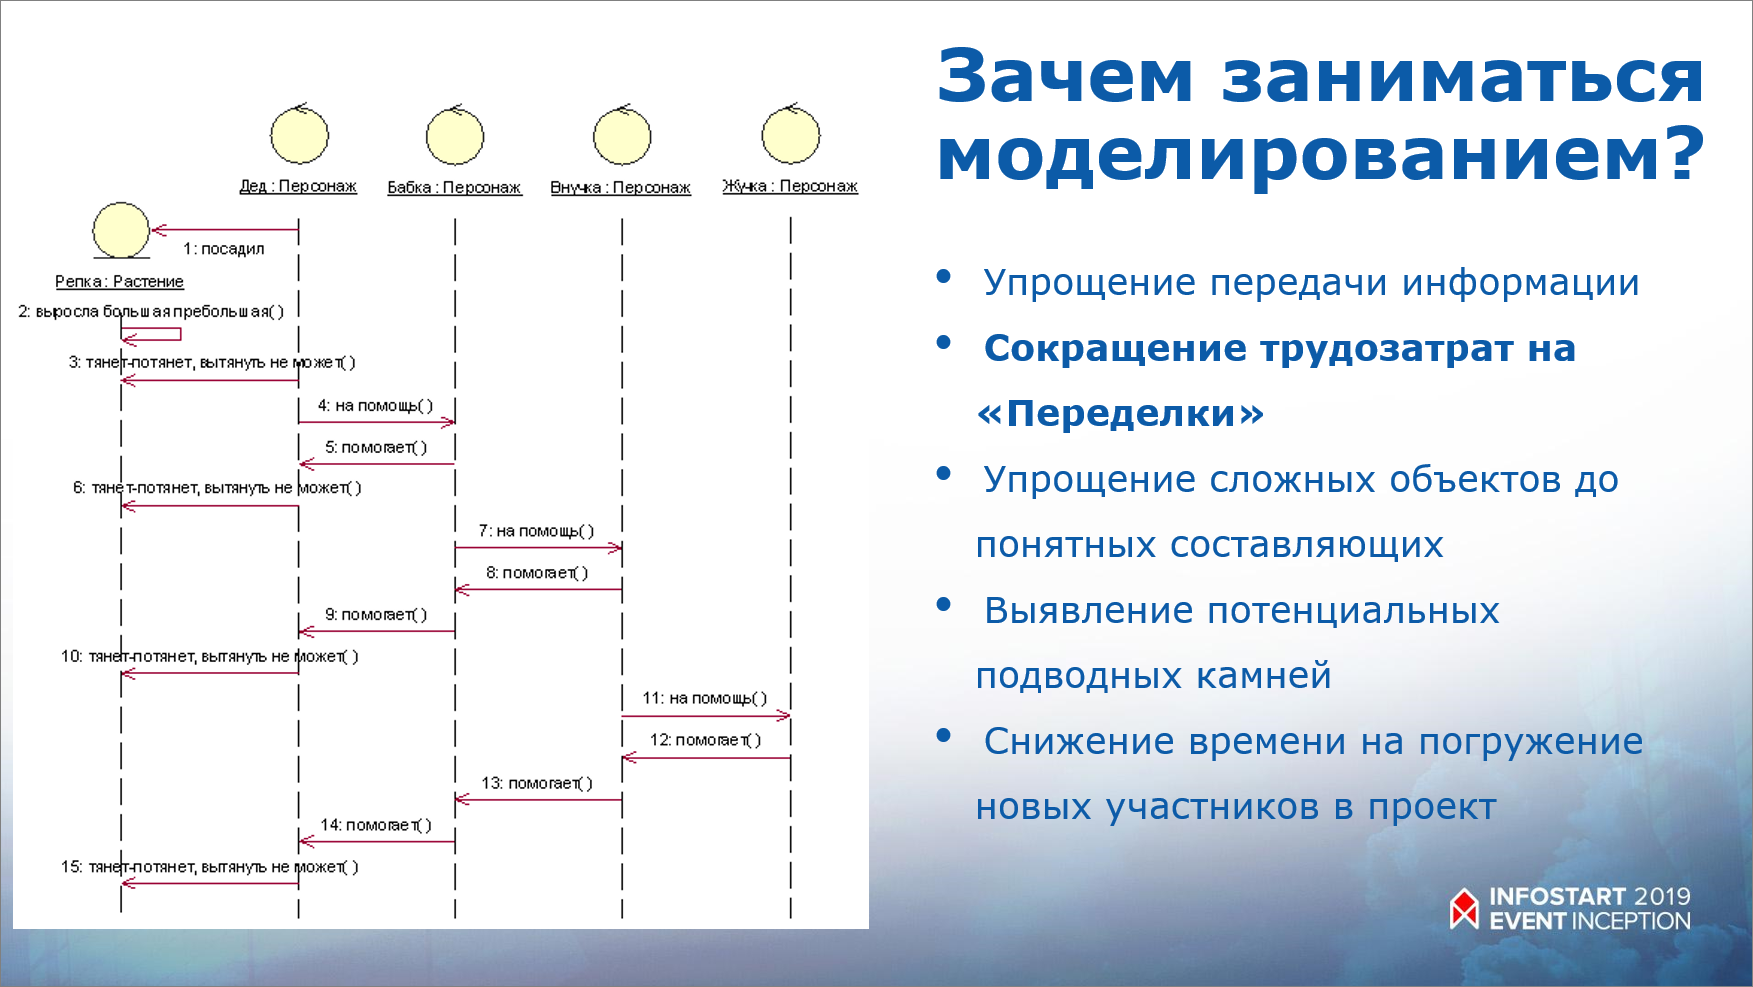 Зачем заниматься
моделированием?
Дед : Персонаж
Бабка : Персонаж
Внучка : Персонаж
Жучка : Персонаж
1: посадил
Репка : Растение
2: выросла большая пребольшая( )
3: тянет-потянет, вытянуть не может( )
4: на помощь( )
5: помогает( )
6: тянет-потянет, вытянуть не может( )
7: на помощь( )
8: помогает( )
9: помогает( )
10: тянет-потянет, вытянуть не может( )
11: на помощь( )
12: помогает( )
13: помогает( )
14: помогает( )
15: тянет-потянет, вытянуть не может( )
• Упрощение передачи информации
• Сокращение трудозатрат на
«Переделки»
• Упрощение сложных объектов до
понятных составляющих
• Выявление потенциальных
подводных камней
• Снижение времени на погружение
новых участников в проект
INFOSTART 2019
EVENT INCEPTION